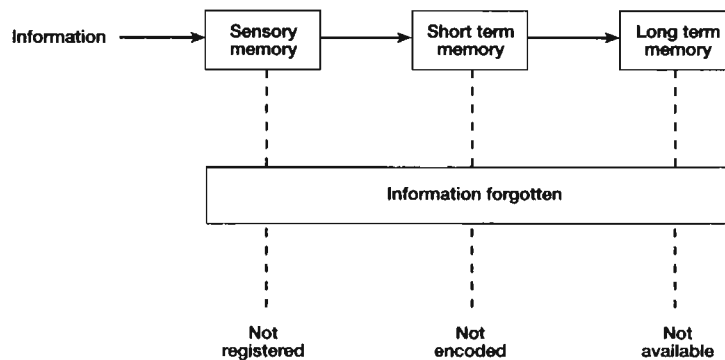 Information
Sensory
memory
Short term
memory
Long term
memory
Information forgotten
Not
registered
Not
encoded
Not
available